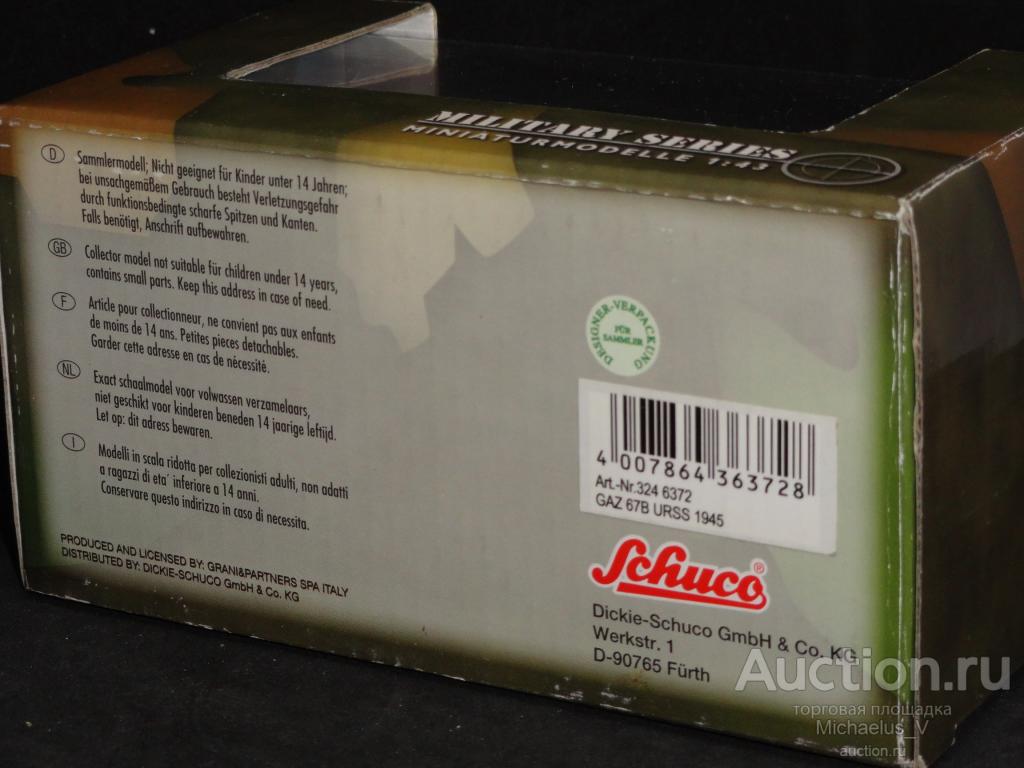 MILITARY SERIES
MINIATURMODELLE 1:43
D
Sammlermodell; Nicht geeignet für Kinder unter 14 Jahren;
bei unsachgemäßem Gebrauch besteht Verletzungsgefahr
durch funktionsbedingte scharfe Spitzen und Kanten.
Falls benötigt, Anschrift aufbewahren.
GB
Collector model not suitable für children under 14 years,
contains small parts. Keep this address in case of need.
F
Article pour collectionneur, ne convient pas aux enfants
de moins de 14 ans. Petites pieces detachables.
Garder cette adresse en cas de nécessité.
NL
Exact schaalmodel voor volwassen verzamelaars,
niet geschikt voor kinderen beneden 14 jaarige leftijd.
Let op: dit adress bewaren.
I
Modelli in scala ridotta per collezionisti adulti, non adatti
a ragazzi di eta´ inferiore a 14 anni.
Conservare questo indirizzo in caso di necessita.
PRODUCED AND LICENSED BY: GRANI&PARTNERS SPA ITALY
DISTRIBUTED BY: DICKIE-SCHUCO GmbH & Co. KG
DESIGNER-VERPACKUNG
FÜR
SAMMLER
4 007864 363728
Art.-Nr.324 6372
GAZ 67B URSS 1945
Schuco®
Dickie-Schuco GmbH & Co. KG
Werkstr. 1
D-90765 Fürth
Auction.ru
торговая площадка
Michaelus_V
auction.ru